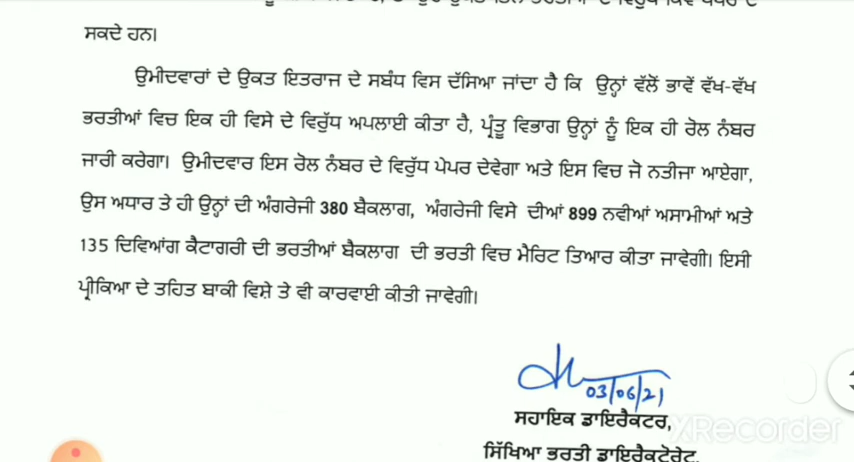 ਸਕਦੇ ਹਨ।
ਉਮੀਦਵਾਰਾਂ ਦੇ ਉਕਤ ਇਤਰਾਜ ਦੇ ਸਬੰਧ ਵਿਸ ਦੱਸਿਆ ਜਾਂਦਾ ਹੈ ਕਿ ਉਨ੍ਹਾਂ ਵੱਲੋਂ ਭਾਵੇਂ ਵੱਖ-ਵੱਖ
ਭਰਤੀਆਂ ਵਿਚ ਇਕ ਹੀ ਵਿਸੇ ਦੇ ਵਿਰੁੱਧ ਅਪਲਾਈ ਕੀਤਾ ਹੈ, ਪ੍ਰੰਤੂ ਵਿਭਾਗ ਉਨ੍ਹਾਂ ਨੂੰ ਇਕ ਹੀ ਰੋਲ ਨੰਬਰ
ਜਾਰੀ ਕਰੇਗਾ। ਉਮੀਦਵਾਰ ਇਸ ਰੋਲ ਨੰਬਰ ਦੇ ਵਿਰੁੱਧ ਪੇਪਰ ਦੇਵੇਗਾ ਅਤੇ ਇਸ ਵਿਚ ਜੋ ਨਤੀਜਾ ਆਏਗਾ,
ਉਸ ਅਧਾਰ ਤੇ ਹੀ ਉਨ੍ਹਾਂ ਦੀ ਅੰਗਰੇਜੀ 380 ਬੈਕਲਾਗ, ਅੰਗਰੇਜੀ ਵਿਸੇ ਦੀਆਂ 899 ਨਵੀਂਆਂ ਅਸਾਮੀਆਂ ਅਤੇ
135 ਦਿਵਿਆਂਗ ਕੈਟਾਗਰੀ ਦੀ ਭਰਤੀਆਂ ਬੈਕਲਾਗ ਦੀ ਭਰਤੀ ਵਿਚ ਮੈਰਿਟ ਤਿਆਰ ਕੀਤਾ ਜਾਵੇਗੀ। ਇਸੀ
ਪ੍ਰੀਕਿਆ ਦੇ ਤਹਿਤ ਬਾਕੀ ਵਿਸ਼ੇ ਤੇ ਵੀ ਕਾਰਵਾਈ ਕੀਤੀ ਜਾਵੇਗੀ।
03/06/21
ਸਹਾਇਕ ਡਾਇਰੈਕਟਰ,
XRecorder
ਸਿੱਖਿਆ ਭਰਤੀ ਡਾਇਰੈਕਟੋਰੇਟ,